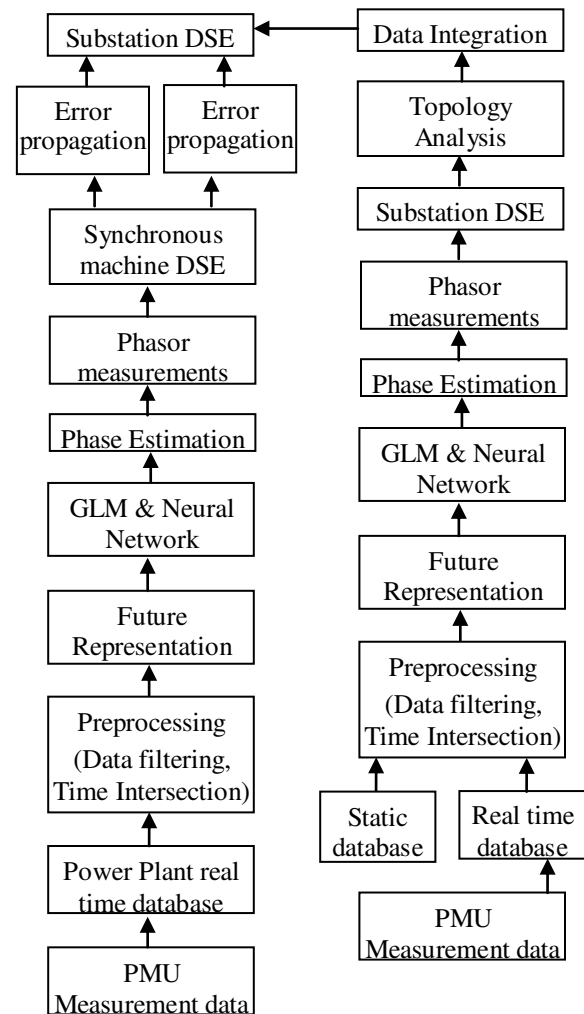 Substation DSE
Error
propagation
Error
propagation
Synchronous
machine DSE
Phasor
measurements
Phase Estimation
GLM & Neural
Network
Future
Representation
Preprocessing
(Data filtering,
Time Intersection)
Power Plant real
time database
PMU
Measurement data
Data Integration
Topology
Analysis
Substation DSE
Phasor
measurements
Phase Estimation
GLM & Neural
Network
Future
Representation
Preprocessing
(Data filtering,
Time Intersection)
Static
database
Real time
database
PMU
Measurement data